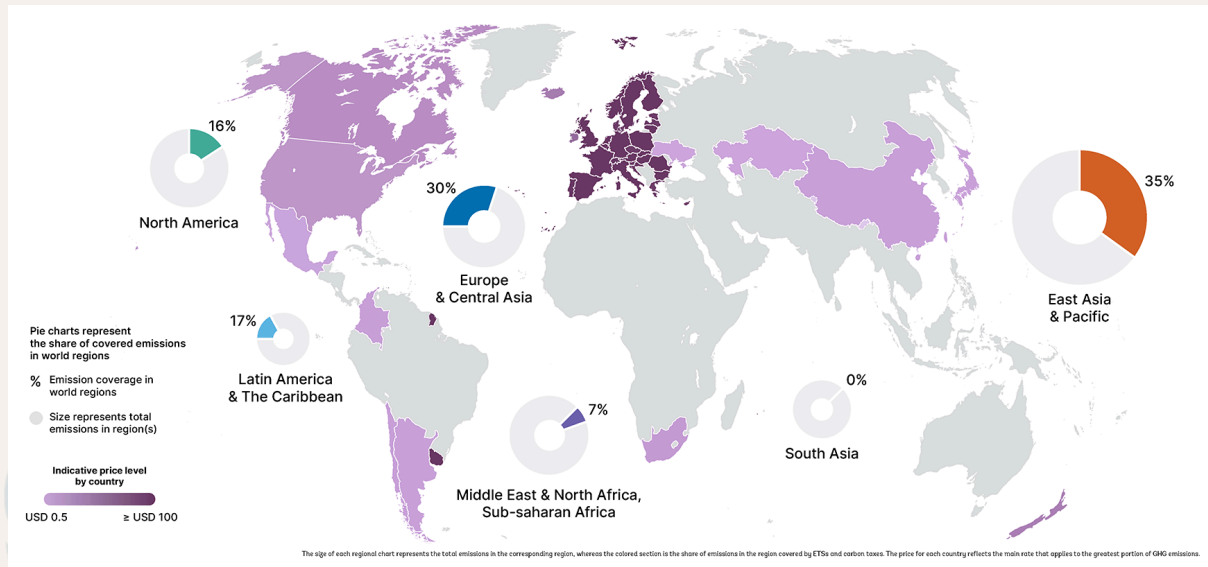 16%
North America
30%
Europe
& Central Asia
35%
East Asia
& Pacific
17%
Latin America
& The Caribbean
7%
Middle East & North Africa,
Sub-saharan Africa
0%
South Asia
Pie charts represent
the share of covered emissions
in world regions
% Emission coverage in
world regions
Size represents total
emissions in region(s)
Indicative price level
by country
USD 0.5 ≥ USD 100
The size of each regional chart represents the total emissions in the corresponding region, whereas the colored section is the share of emissions in the region covered by ETSs and carbon taxes. The price for each country reflects the main rate that applies to the greatest portion of GHG emissions.